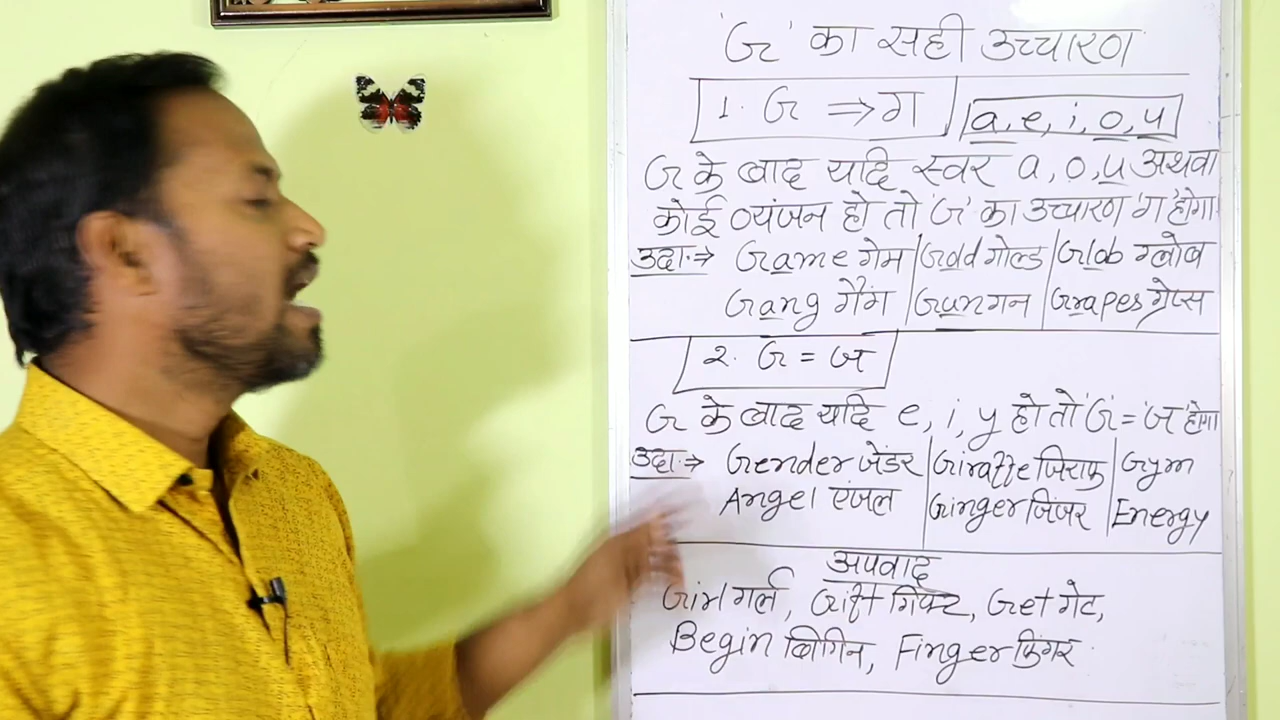 'G' का सही उच्चारण
1. G ⇒ ग a, e, i, o, u
G के बाद यदि स्वर a, o, u अथवा
कोई व्यंजन हो तो 'G' का उच्चारण 'ग' होगा
उदा.→ Game गेम Gold गोल्ड Glob ग्लोब
Gang गैंग Gun गन Grapes ग्रेप्स
2. G = ज
G के बाद यदि e, i, y हो तो 'G' = 'ज' होगा
उदा.→ Gender जेंडर Giraffe जिराफ Gym
Angel एंजल Ginger जिंजर Energy
अपवाद
Girl गर्ल, Gift गिफ्ट, Get गेट,
Begin बिगिन, Finger फिंगर